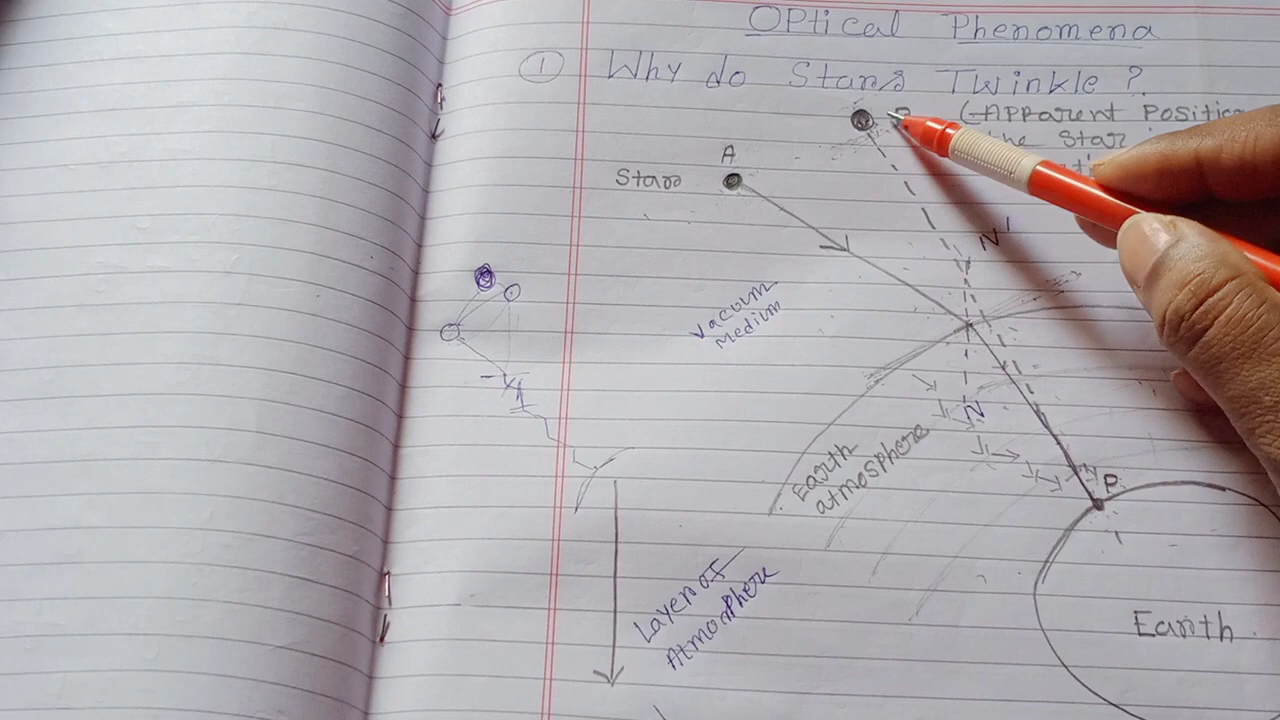 OPtical Phenomena
① Why do Stars Twinkle ?
(-APParent Position
the Star
A
Stars
N'
Vacuum
Medium
N
Earth
atmosphere
P
Layer of
Atmosphere
Earth